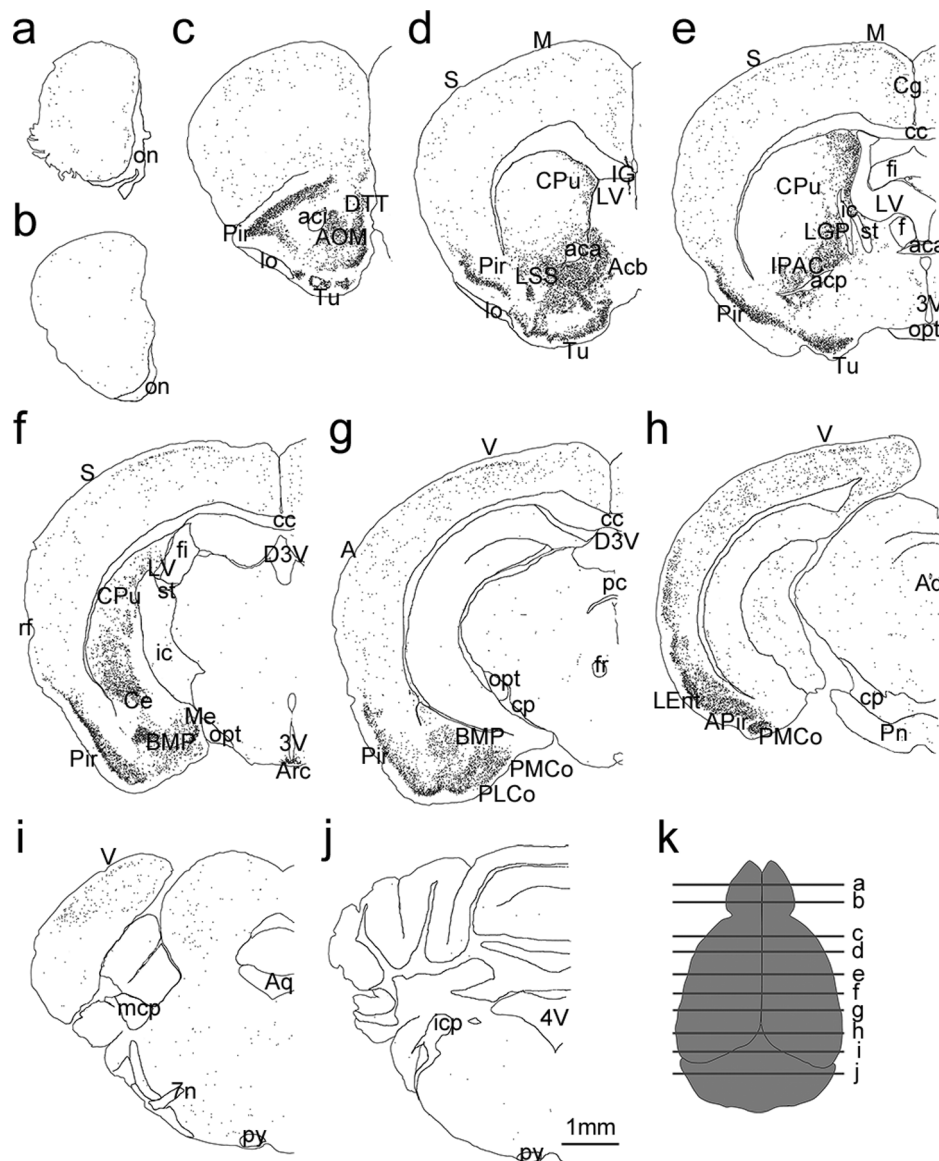 a
on
b
on
c
DTT
aci
AOM
Pir
lo
Tu
d
M
S
CPu
IG
LV
aca
Pir
LSS
Acb
lo
Tu
e
M
S
Cg
cc
fi
CPu
LV
ic
LGP
st
f
aca
IPAC
acp
3V
Pir
opt
Tu
f
S
cc
fi
D3V
LV
CPu
st
rf
ic
Ce
Me
BMP
opt
Pir
3V
Arc
g
V
cc
D3V
A
pc
fr
opt
cp
BMP
Pir
PMCo
PLCo
h
V
LEnt
cp
APir
PMCo
Pn
i
V
Aq
mcp
7n
py
j
4V
icp
py
1mm
k
a
b
c
d
e
f
g
h
i
j